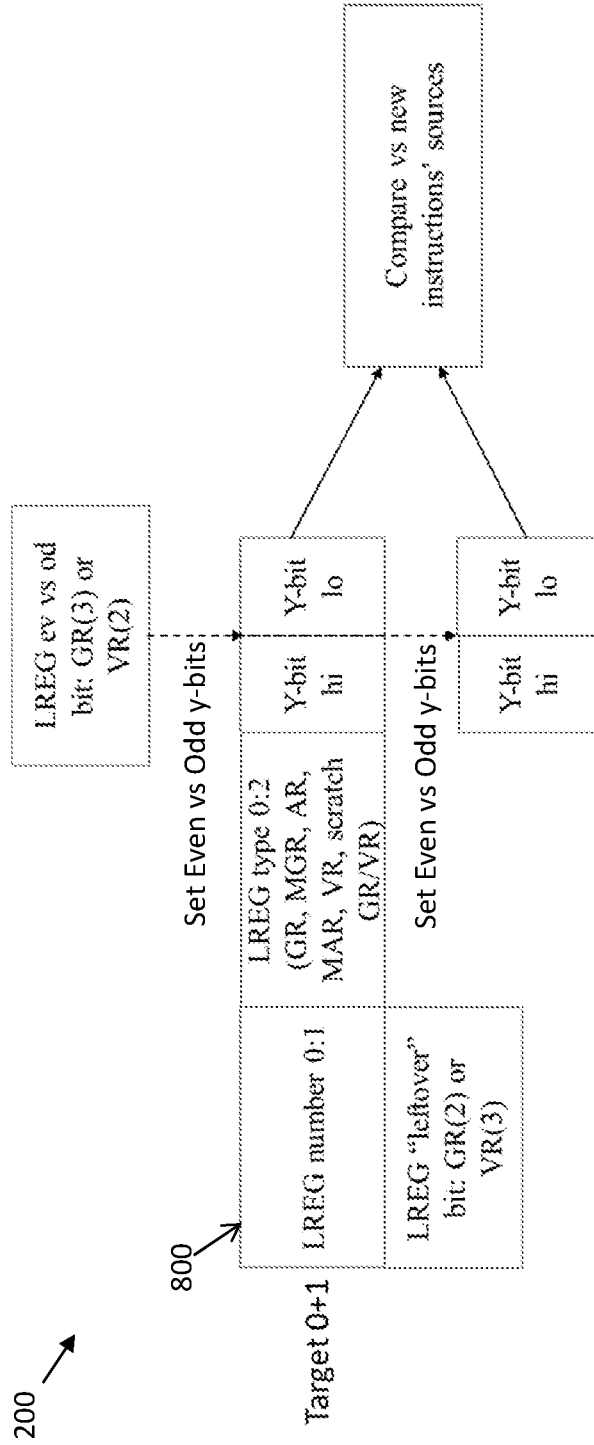 200
800
Target 0+1
LREG number 0:1
LREG "leftover"
bit: GR(2) or
VR(3)
LREG type 0:2
(GR, MGR, AR,
MAR, VR, scratch
GR/VR)
Set Even vs Odd y-bits
Set Even vs Odd y-bits
LREG ev vs od
bit: GR(3) or
VR(2)
Y-bit
hi
Y-bit
lo
Y-bit
hi
Y-bit
lo
Compare vs new
instructions' sources